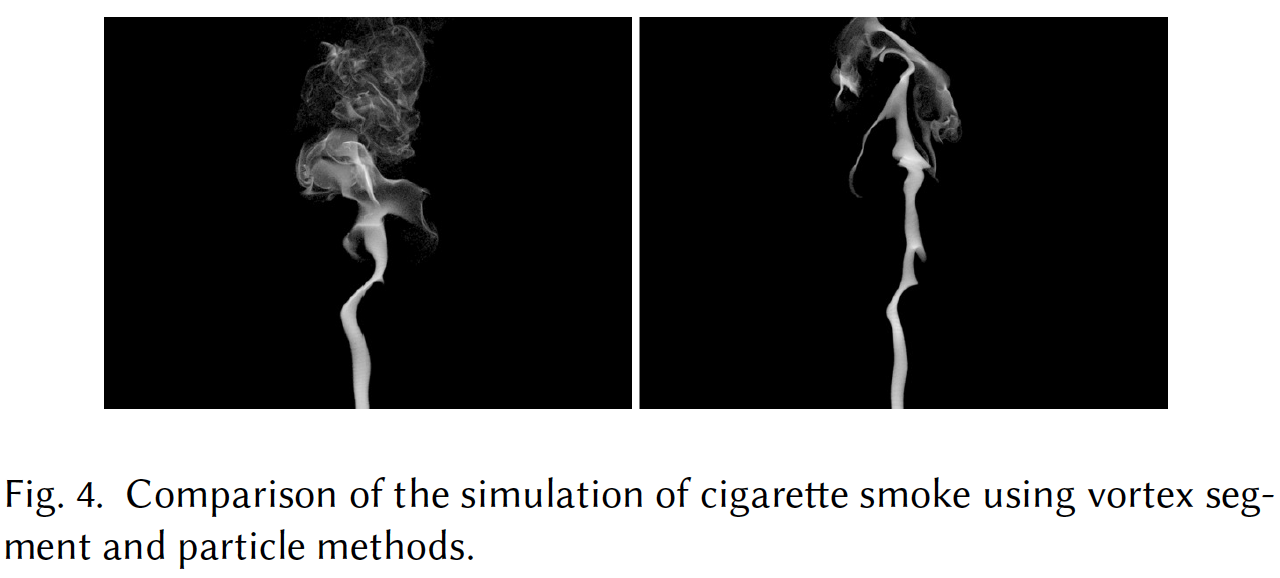 Fig. 4. Comparison of the simulation of cigarette smoke using vortex seg-
ment and particle methods.